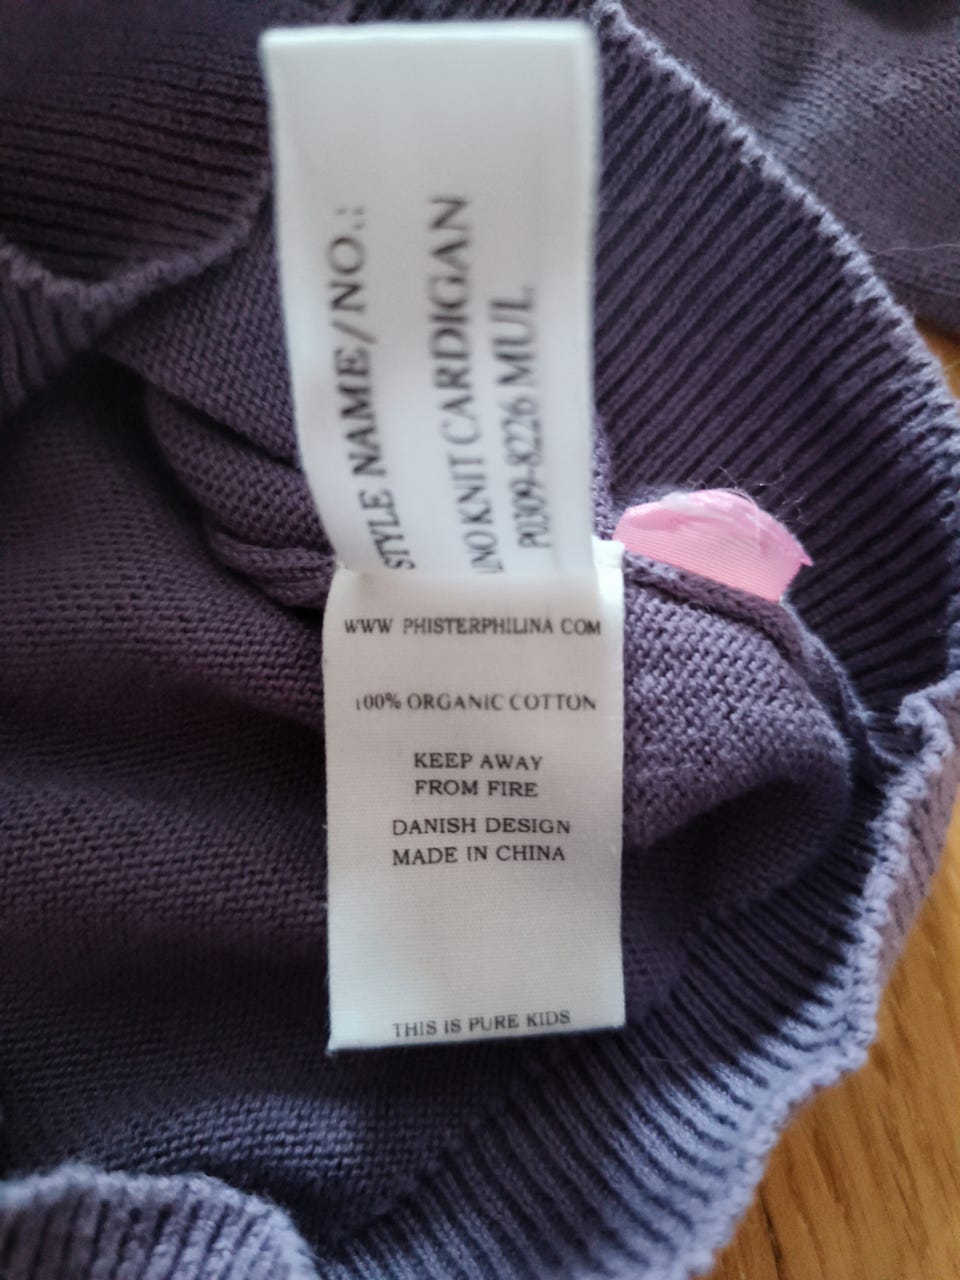 STYLE NAME/NO.:
KNIT CARDIGAN
P0309-8226 MUL
WWW PHISTERPHILINA COM
100% ORGANIC COTTON
KEEP AWAY
FROM FIRE
DANISH DESIGN
MADE IN CHINA
THIS IS PURE KIDS